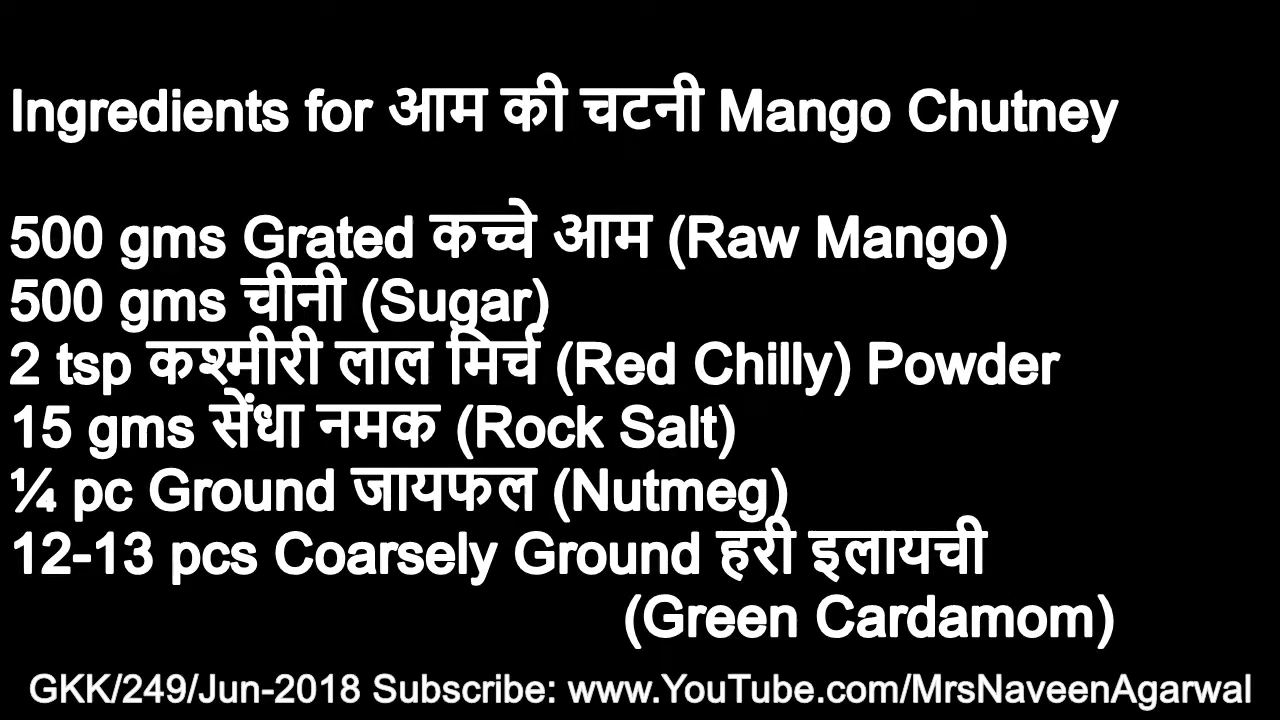 Ingredients for आम की चटनी Mango Chutney
500 gms Grated कच्चे आम (Raw Mango)
500 gms चीनी (Sugar)
2 tsp कश्मीरी लाल मिर्च (Red Chilly) Powder
15 gms सेंधा नमक (Rock Salt)
¼ pc Ground जायफल (Nutmeg)
12-13 pcs Coarsely Ground हरी इलायची
(Green Cardamom)
GKK/249/Jun-2018 Subscribe: www.YouTube.com/MrsNaveenAgarwal